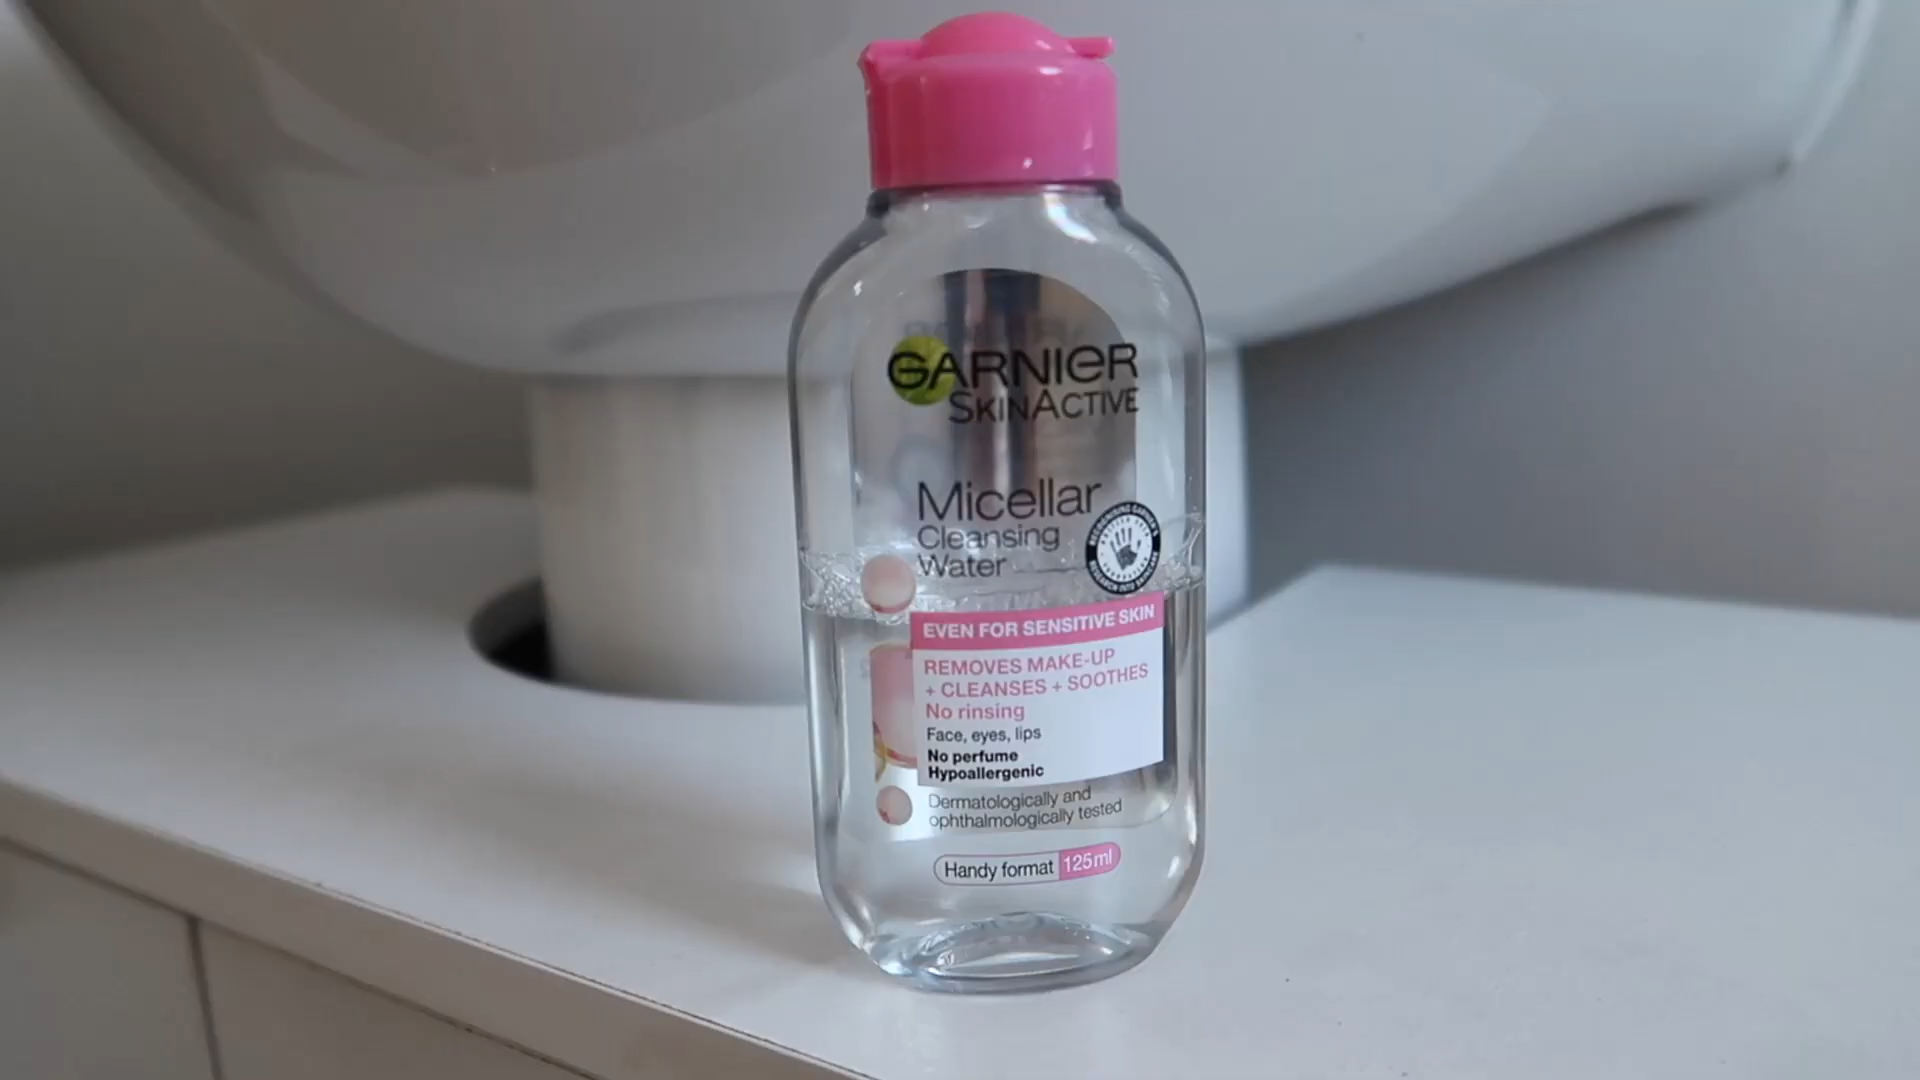 GARNIER
SKINACTIVE
Micellar
Cleansing
Water
EVEN FOR SENSITIVE SKIN
REMOVES MAKE-UP
+ CLEANSES + SOOTHES
No rinsing
Face, eyes, lips
No perfume
Hypoallergenic
Dermatologically and
ophthalmologically tested
Handy format 125ml